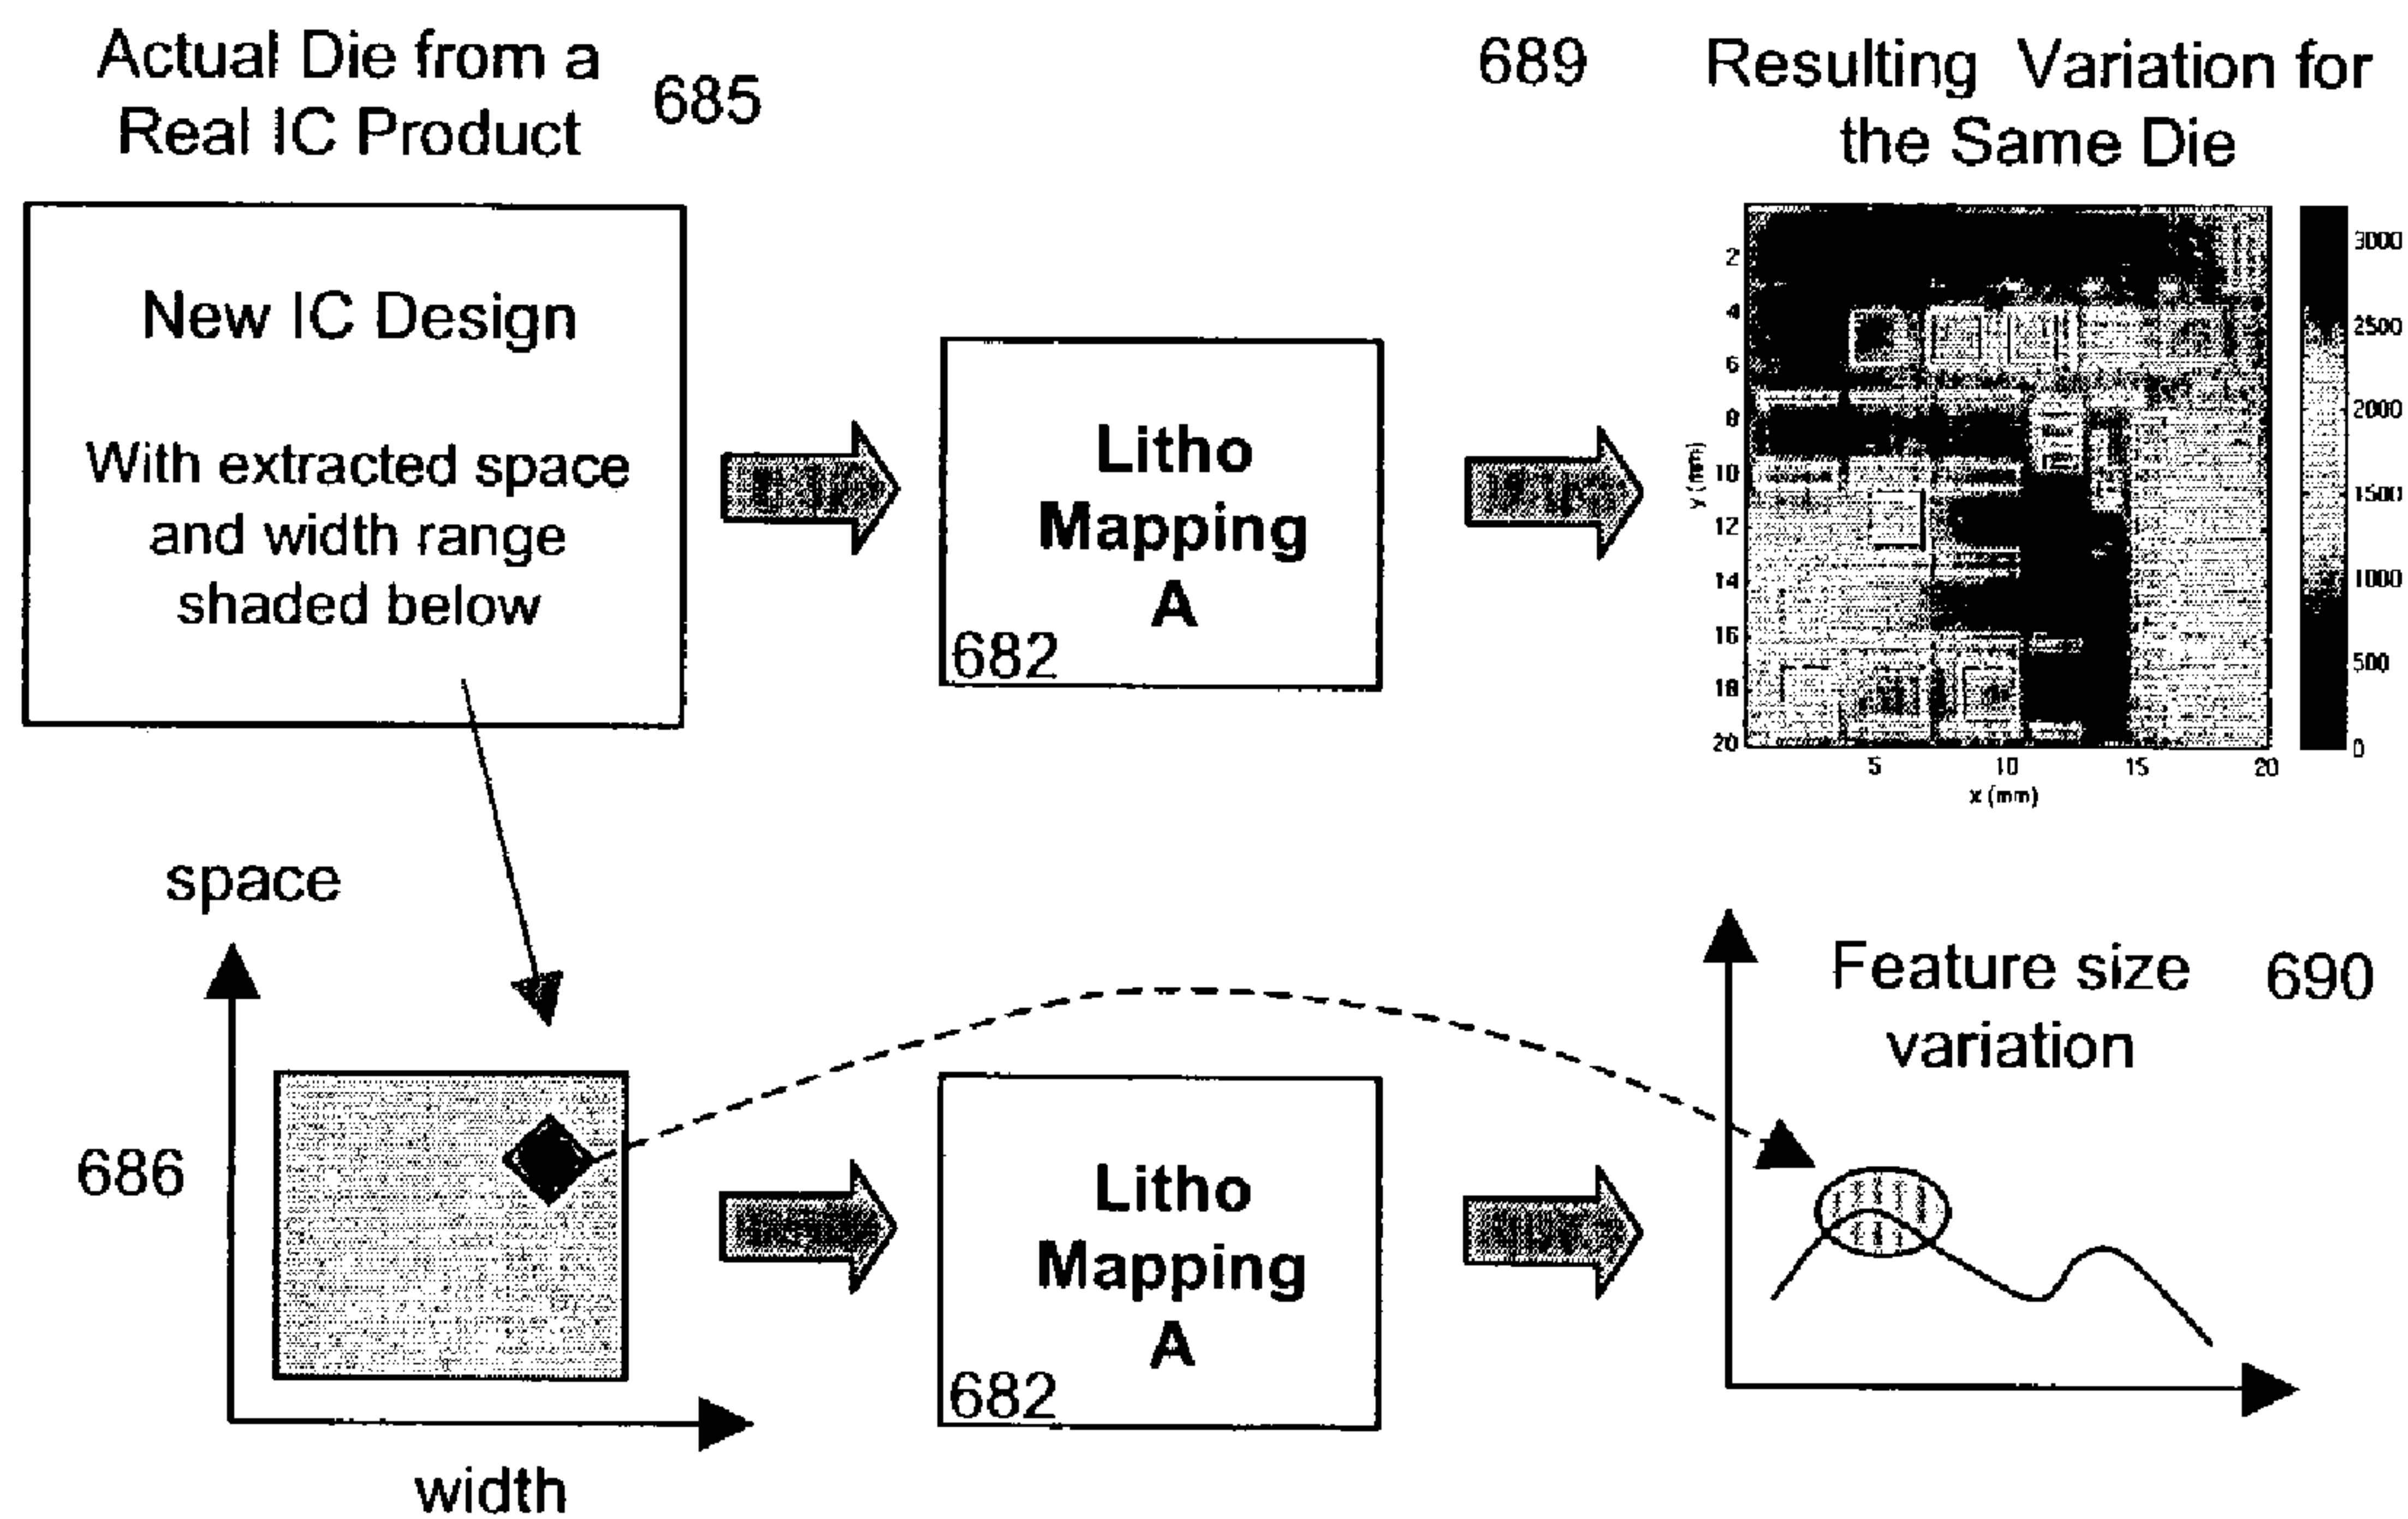 Actual Die from a
Real IC Product
685
689
Resulting Variation for
the Same Die
New IC Design
With extracted space
and width range
shaded below
Litho
Mapping
A
682
2
4
6
8
10
12
14
16
18
20
y (mm)
5
10
15
20
x (mm)
3000
2500
2000
1500
1000
500
0
space
686
width
Litho
Mapping
A
682
Feature size
variation
690